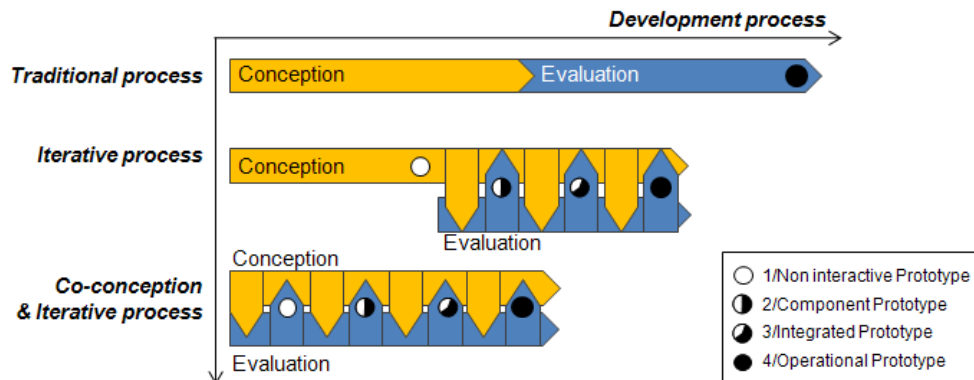 Development process
Traditional process
Conception
Evaluation
Iterative process
Conception
Evaluation
Conception
Co-conception
& Iterative process
Evaluation
1/Non interactive Prototype
2/Component Prototype
3/Integrated Prototype
4/Operational Prototype